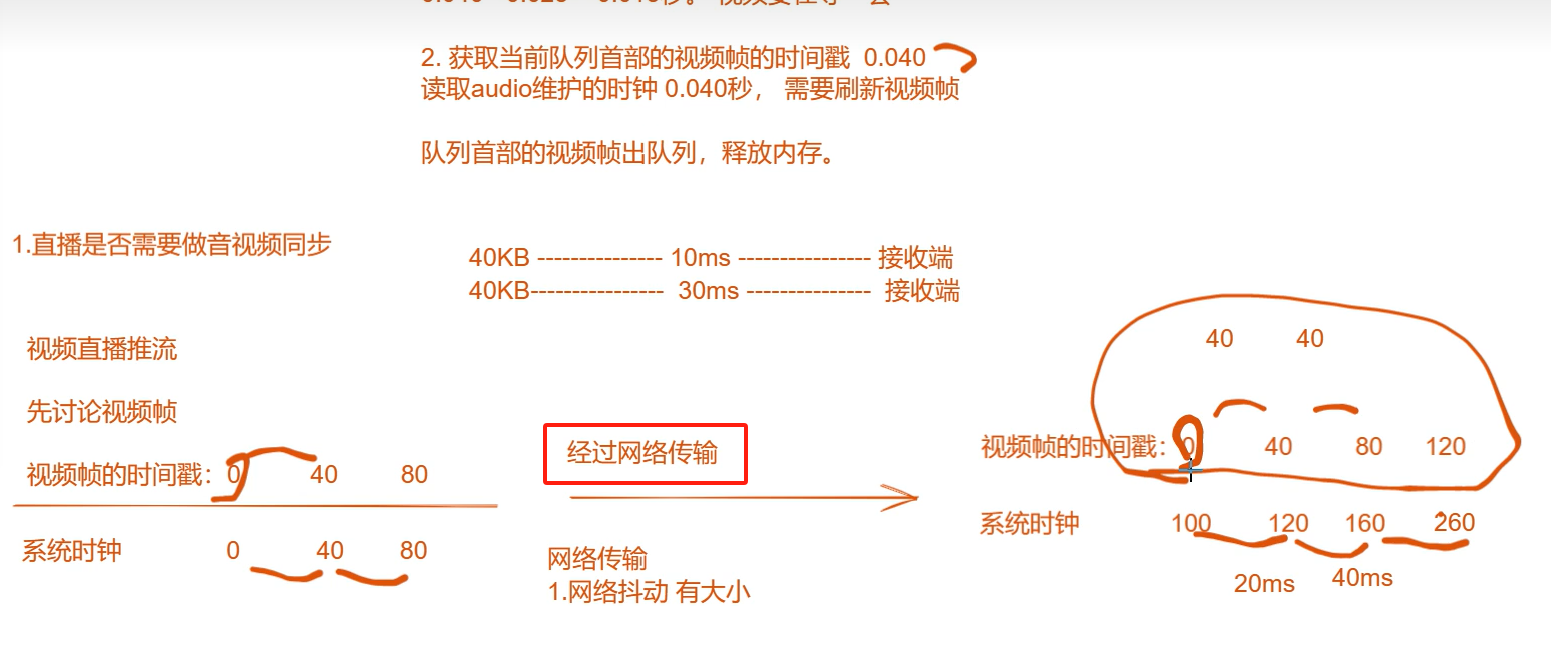 2. 获取当前队列首部的视频帧的时间戳 0.040
读取audio维护的时钟 0.040秒， 需要刷新视频帧
队列首部的视频帧出队列，释放内存。
1.直播是否需要做音视频同步
40KB --------------- 10ms ---------------- 接收端
40KB---------------- 30ms --------------- 接收端
视频直播推流
先讨论视频帧
视频帧的时间戳：0 40 80
系统时钟 0 40 80
经过网络传输
网络传输
1.网络抖动 有大小
40 40
视频帧的时间戳：0 40 80 120
系统时钟 100 120 160 260
20ms 40ms